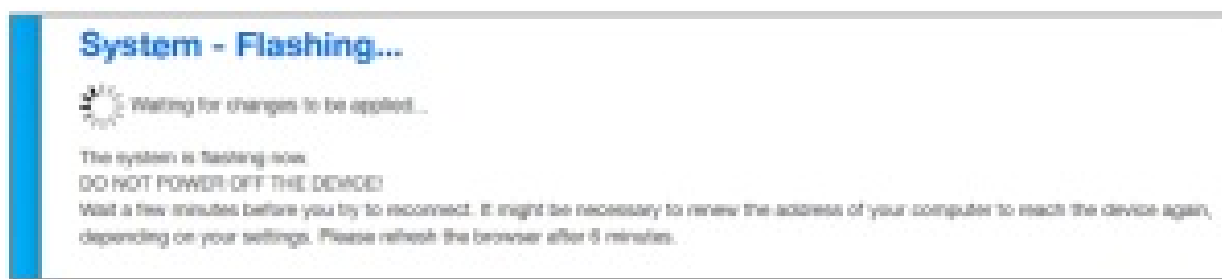 System - Flashing...
Waiting for changes to be applied...
The system is flashing now.
DO NOT POWER OFF THE DEVICE!
Wait a few minutes before you try to reconnect. It might be necessary to renew the address of your computer to reach the device again,
depending on your settings. Please refresh the browser after minutes.